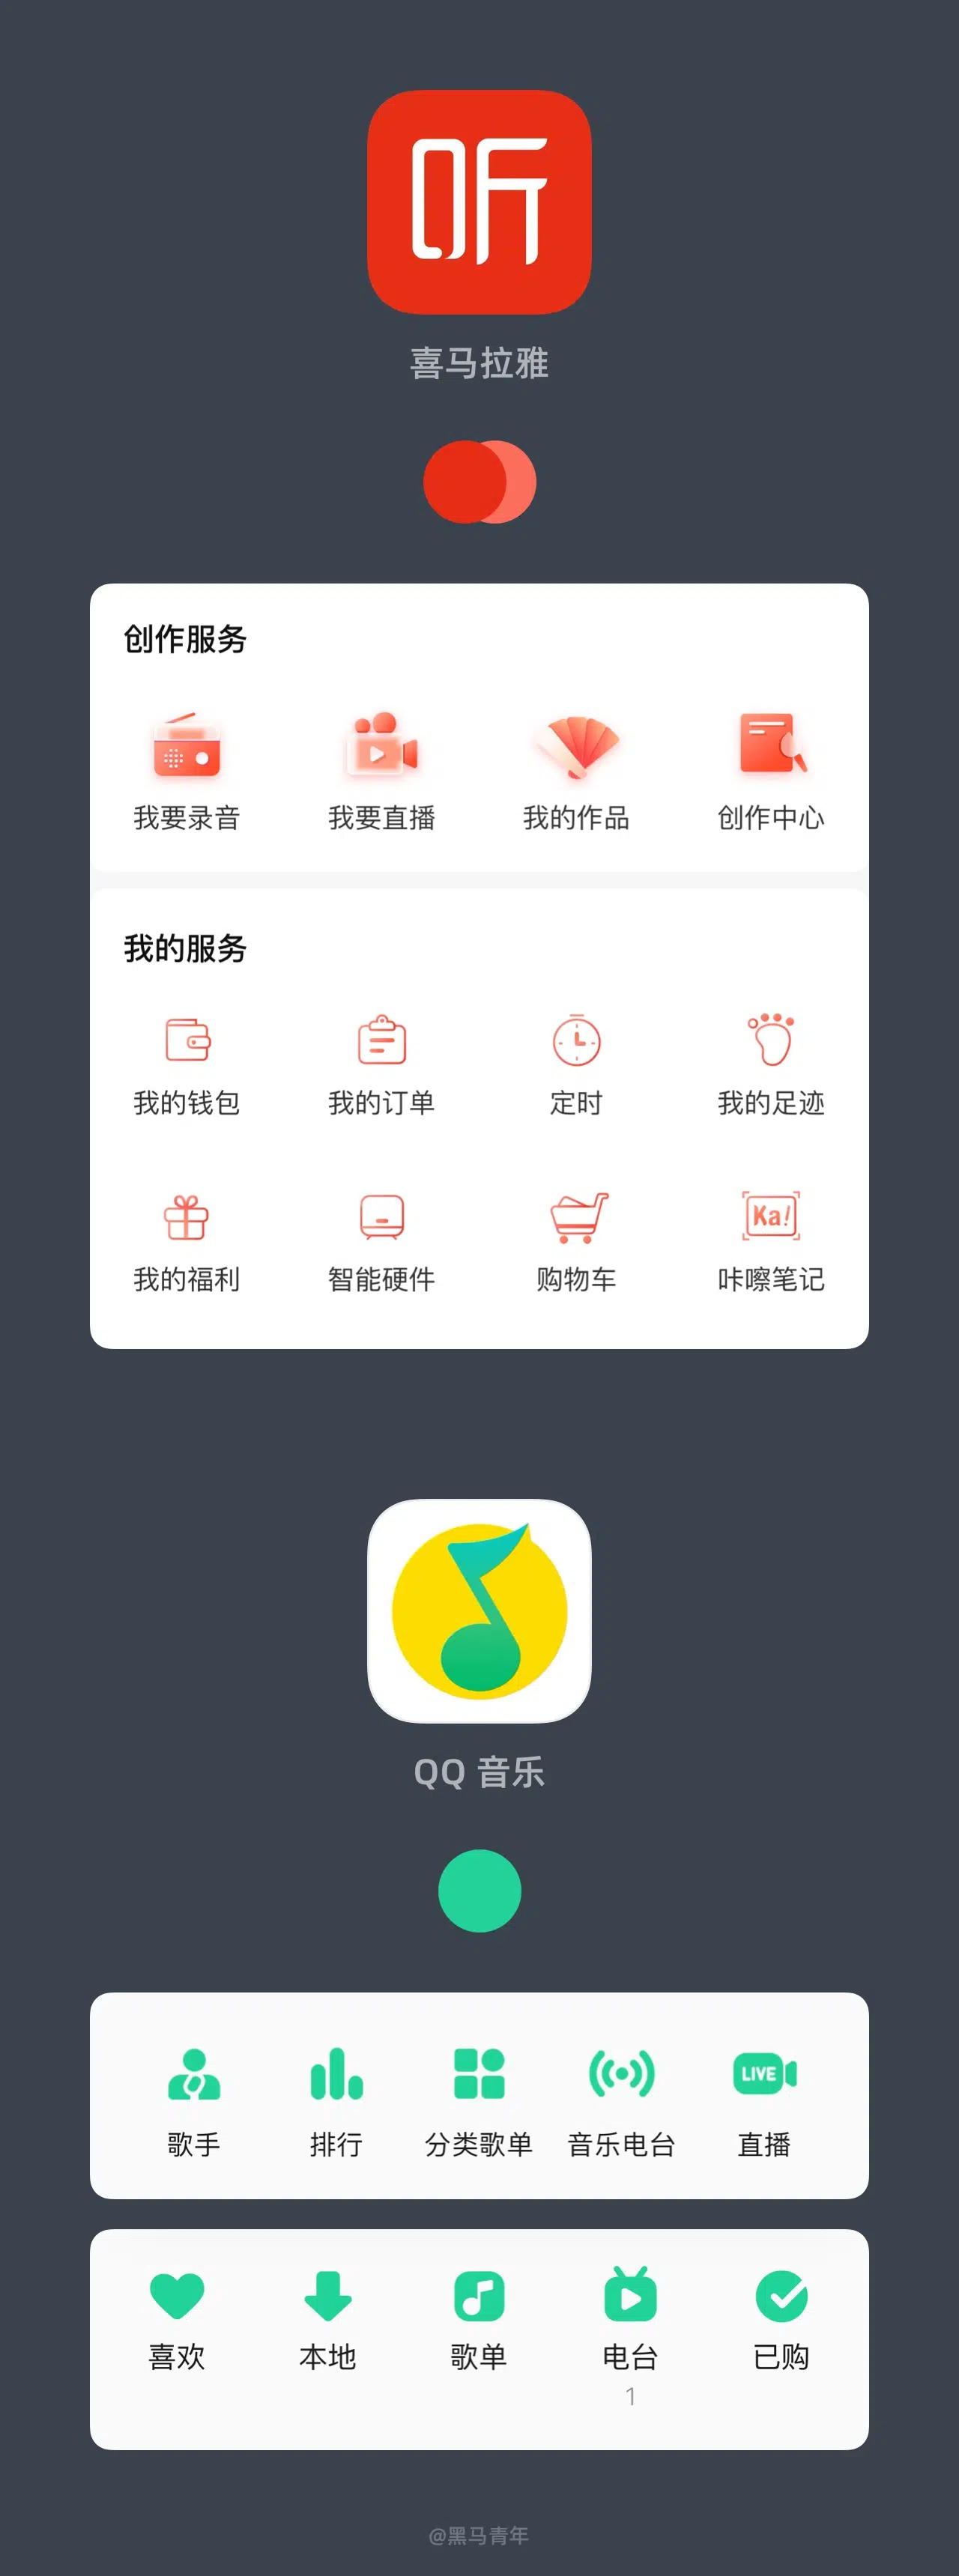 听
喜马拉雅
创作服务
我要录音 我要直播 我的作品 创作中心
我的服务
我的钱包 我的订单 定时 我的足迹
Ka!
我的福利 智能硬件 购物车 咔嚓笔记
QQ 音乐
LIVE
歌手 排行 分类歌单 音乐电台 直播
喜欢 本地 歌单 电台 已购
1
@黑马青年